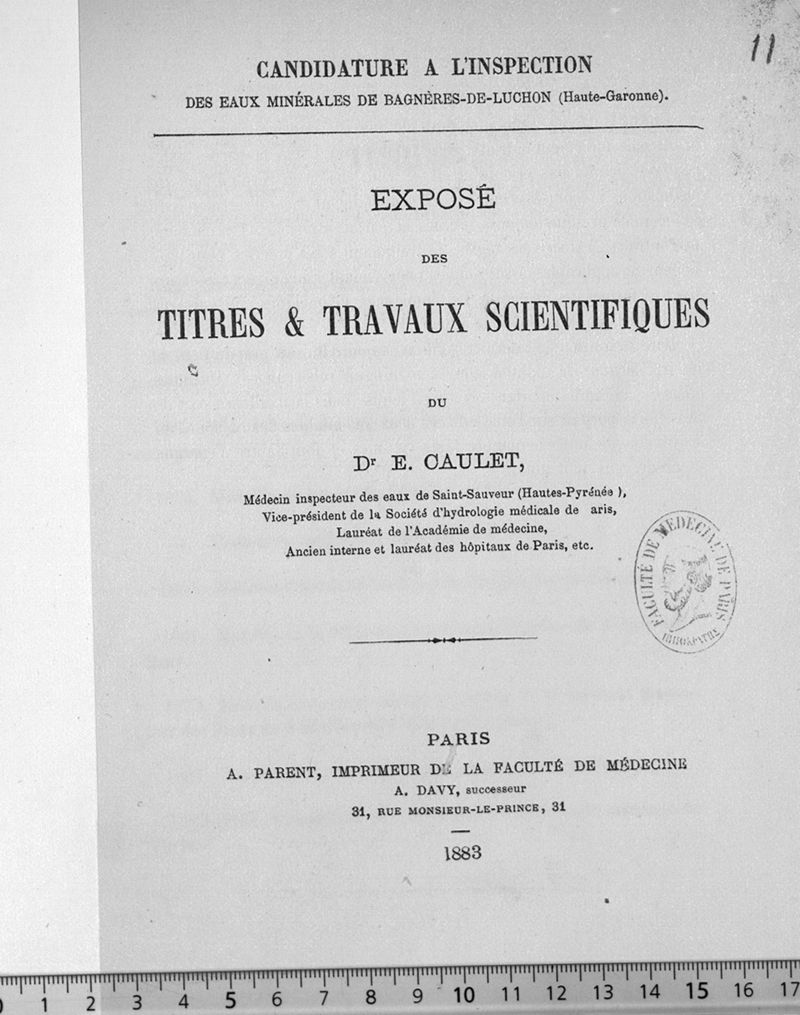 11
CANDIDATURE A L'INSPECTION
DES EAUX MINÉRALES DE BAGNÈRES-DE-LUCHON (Haute-Garonne).
EXPOSÉ
DES
TITRES & TRAVAUX SCIENTIFIQUES
DU
Dr E. CAULET,
Médecin inspecteur des eaux de Saint-Sauveur (Hautes-Pyrénée ),
Vice-président de la Société d'hydrologie médicale de aris,
Lauréat de l'Académie de médecine,
Ancien interne et lauréat des hôpitaux de Paris, etc.
FACULTÉ DE MEDECINE DE PARIS
PARIS
A. PARENT, IMPRIMEUR DE LA FACULTÉ DE MÉDECINE
A. DAVY, successeur
31, RUE MONSIEUR-LE-PRINCE, 31
1883
0 1 2 3 4 5 6 7 8 9 10 11 12 13 14 15 16 17